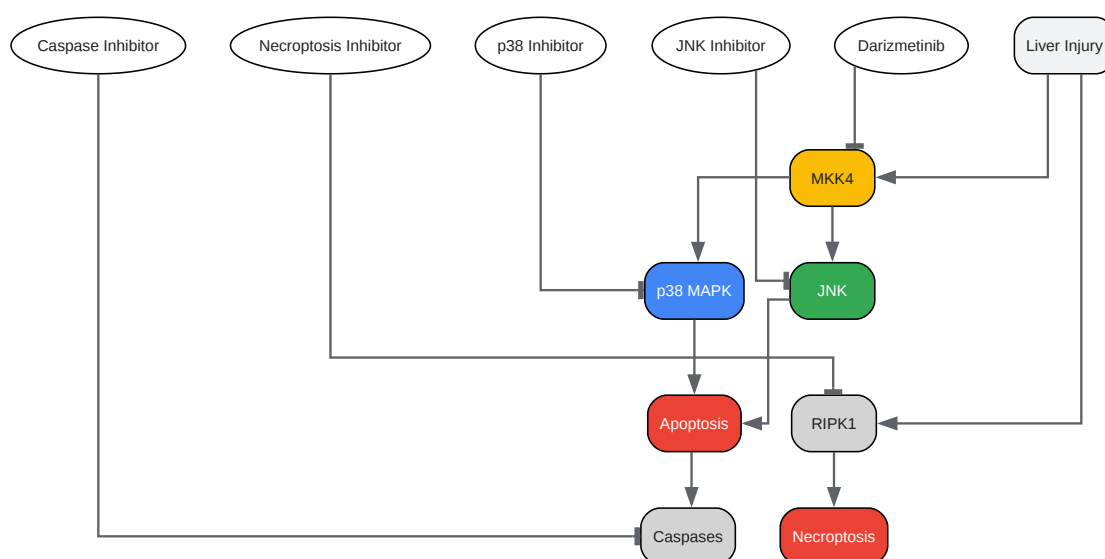 Caspase Inhibitor
Necroptosis Inhibitor
p38 Inhibitor
JNK Inhibitor
Darizmetinib
Liver Injury
MKK4
p38 MAPK
JNK
Apoptosis
RIPK1
Caspases
Necroptosis